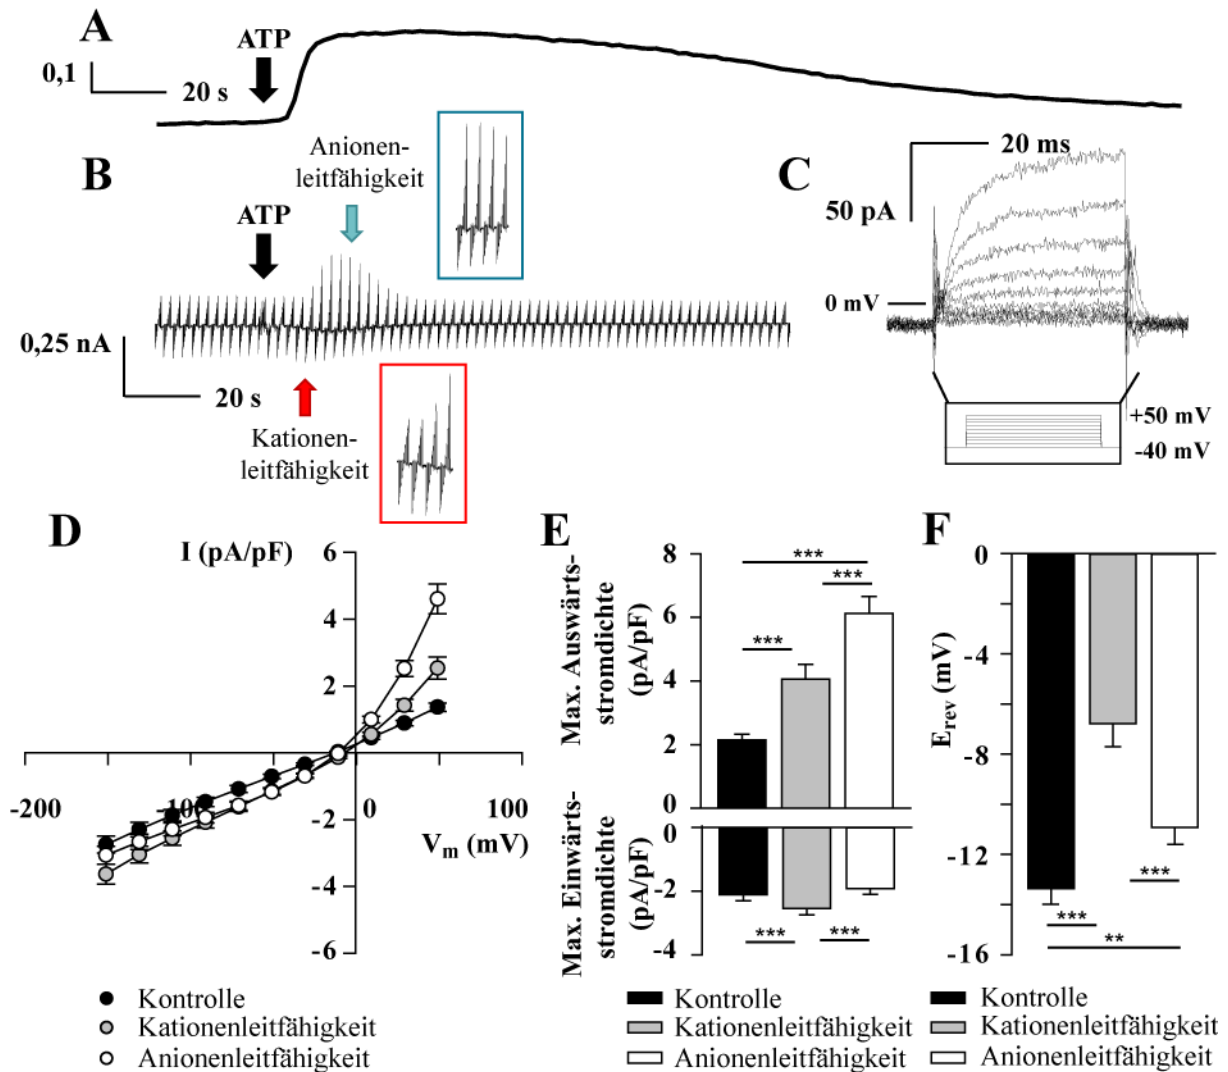 A
ATP
0,1
20 s
B
Anionen-
leitfähigkeit
ATP
0,25 nA
20 s
Kationen-
leitfähigkeit
C
20 ms
50 pA
0 mV
+50 mV
-40 mV
D
I (pA/pF)
6
4
2
-200
-100
0
100
-2
-4
-6
Vm (mV)
Kontrolle
Kationenleitfähigkeit
Anionenleitfähigkeit
E
Max. Auswärts-
stromdichte
(pA/pF)
8
6
4
2
0
***
***
***
Max. Einwärts-
stromdichte
(pA/pF)
0
-2
-4
***
***
Kontrolle
Kationenleitfähigkeit
Anionenleitfähigkeit
F
Erev (mV)
0
-4
-8
-12
-16
***
***
**
Kontrolle
Kationenleitfähigkeit
Anionenleitfähigkeit